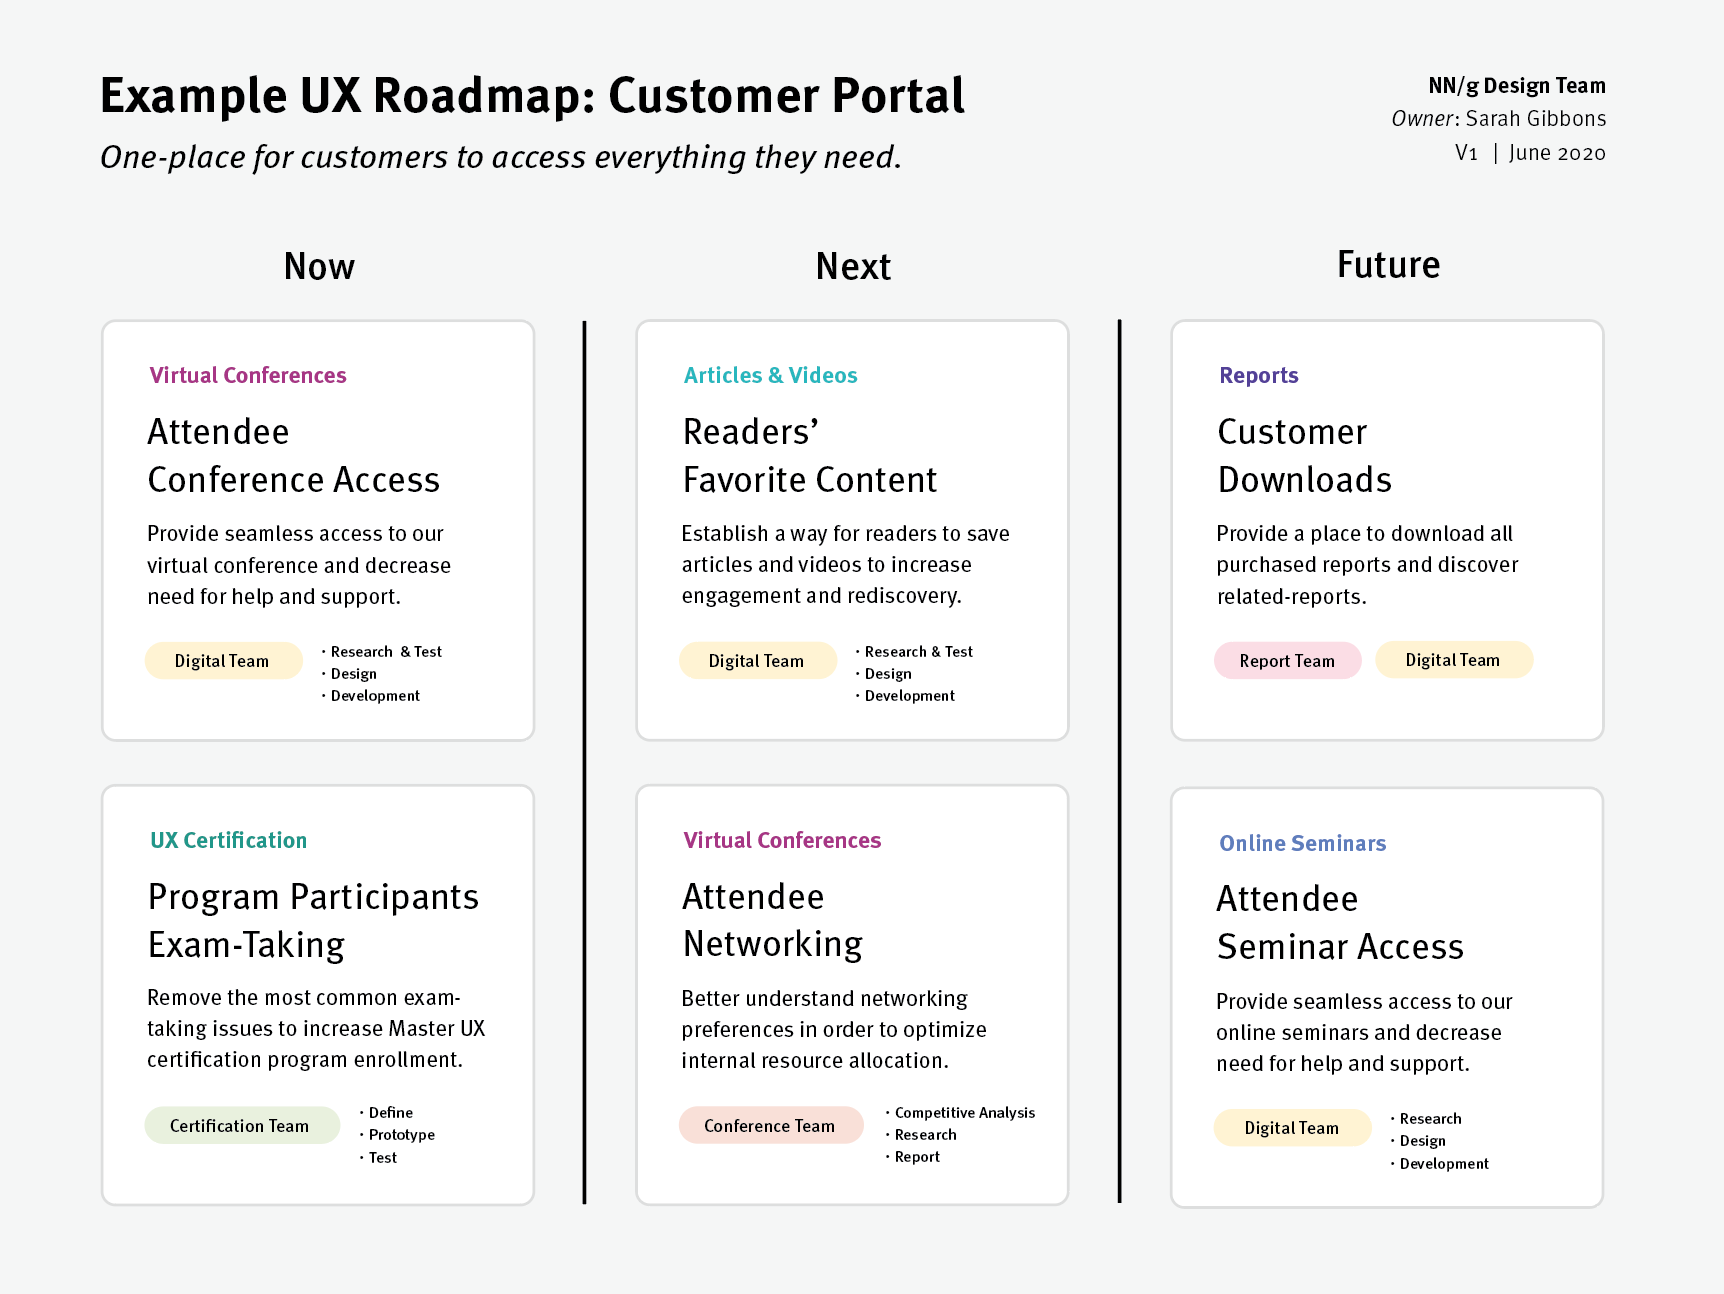 Example UX Roadmap: Customer Portal
One-place for customers to access everything they need.
NN/g Design Team
Owner: Sarah Gibbons
V1 | June 2020
Now
Virtual Conferences
Attendee
Conference Access
Provide seamless access to our
virtual conference and decrease
need for help and support.
Digital Team
· Research & Test
· Design
· Development
UX Certification
Program Participants
Exam-Taking
Remove the most common exam-
taking issues to increase Master UX
certification program enrollment.
Certification Team
· Define
· Prototype
· Test
Next
Articles & Videos
Readers’
Favorite Content
Establish a way for readers to save
articles and videos to increase
engagement and rediscovery.
Digital Team
· Research & Test
· Design
· Development
Virtual Conferences
Attendee
Networking
Better understand networking
preferences in order to optimize
internal resource allocation.
Conference Team
· Competitive Analysis
· Research
· Report
Future
Reports
Customer
Downloads
Provide a place to download all
purchased reports and discover
related-reports.
Report Team
Digital Team
Online Seminars
Attendee
Seminar Access
Provide seamless access to our
online seminars and decrease
need for help and support.
Digital Team
· Research
· Design
· Development